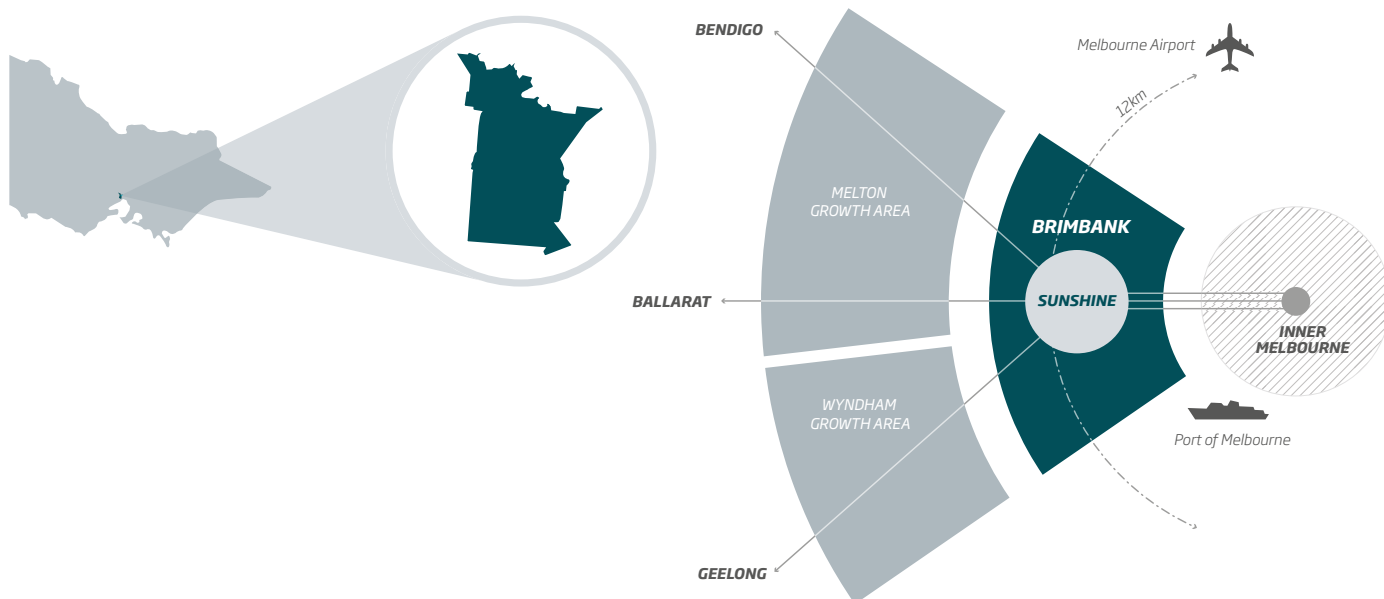 BENDIGO
Melbourne Airport
12km
MELTON
GROWTH AREA
BRIMBANK
SUNSHINE
BALLARAT
INNER
MELBOURNE
WYNDHAM
GROWTH AREA
Port of Melbourne
GEELONG